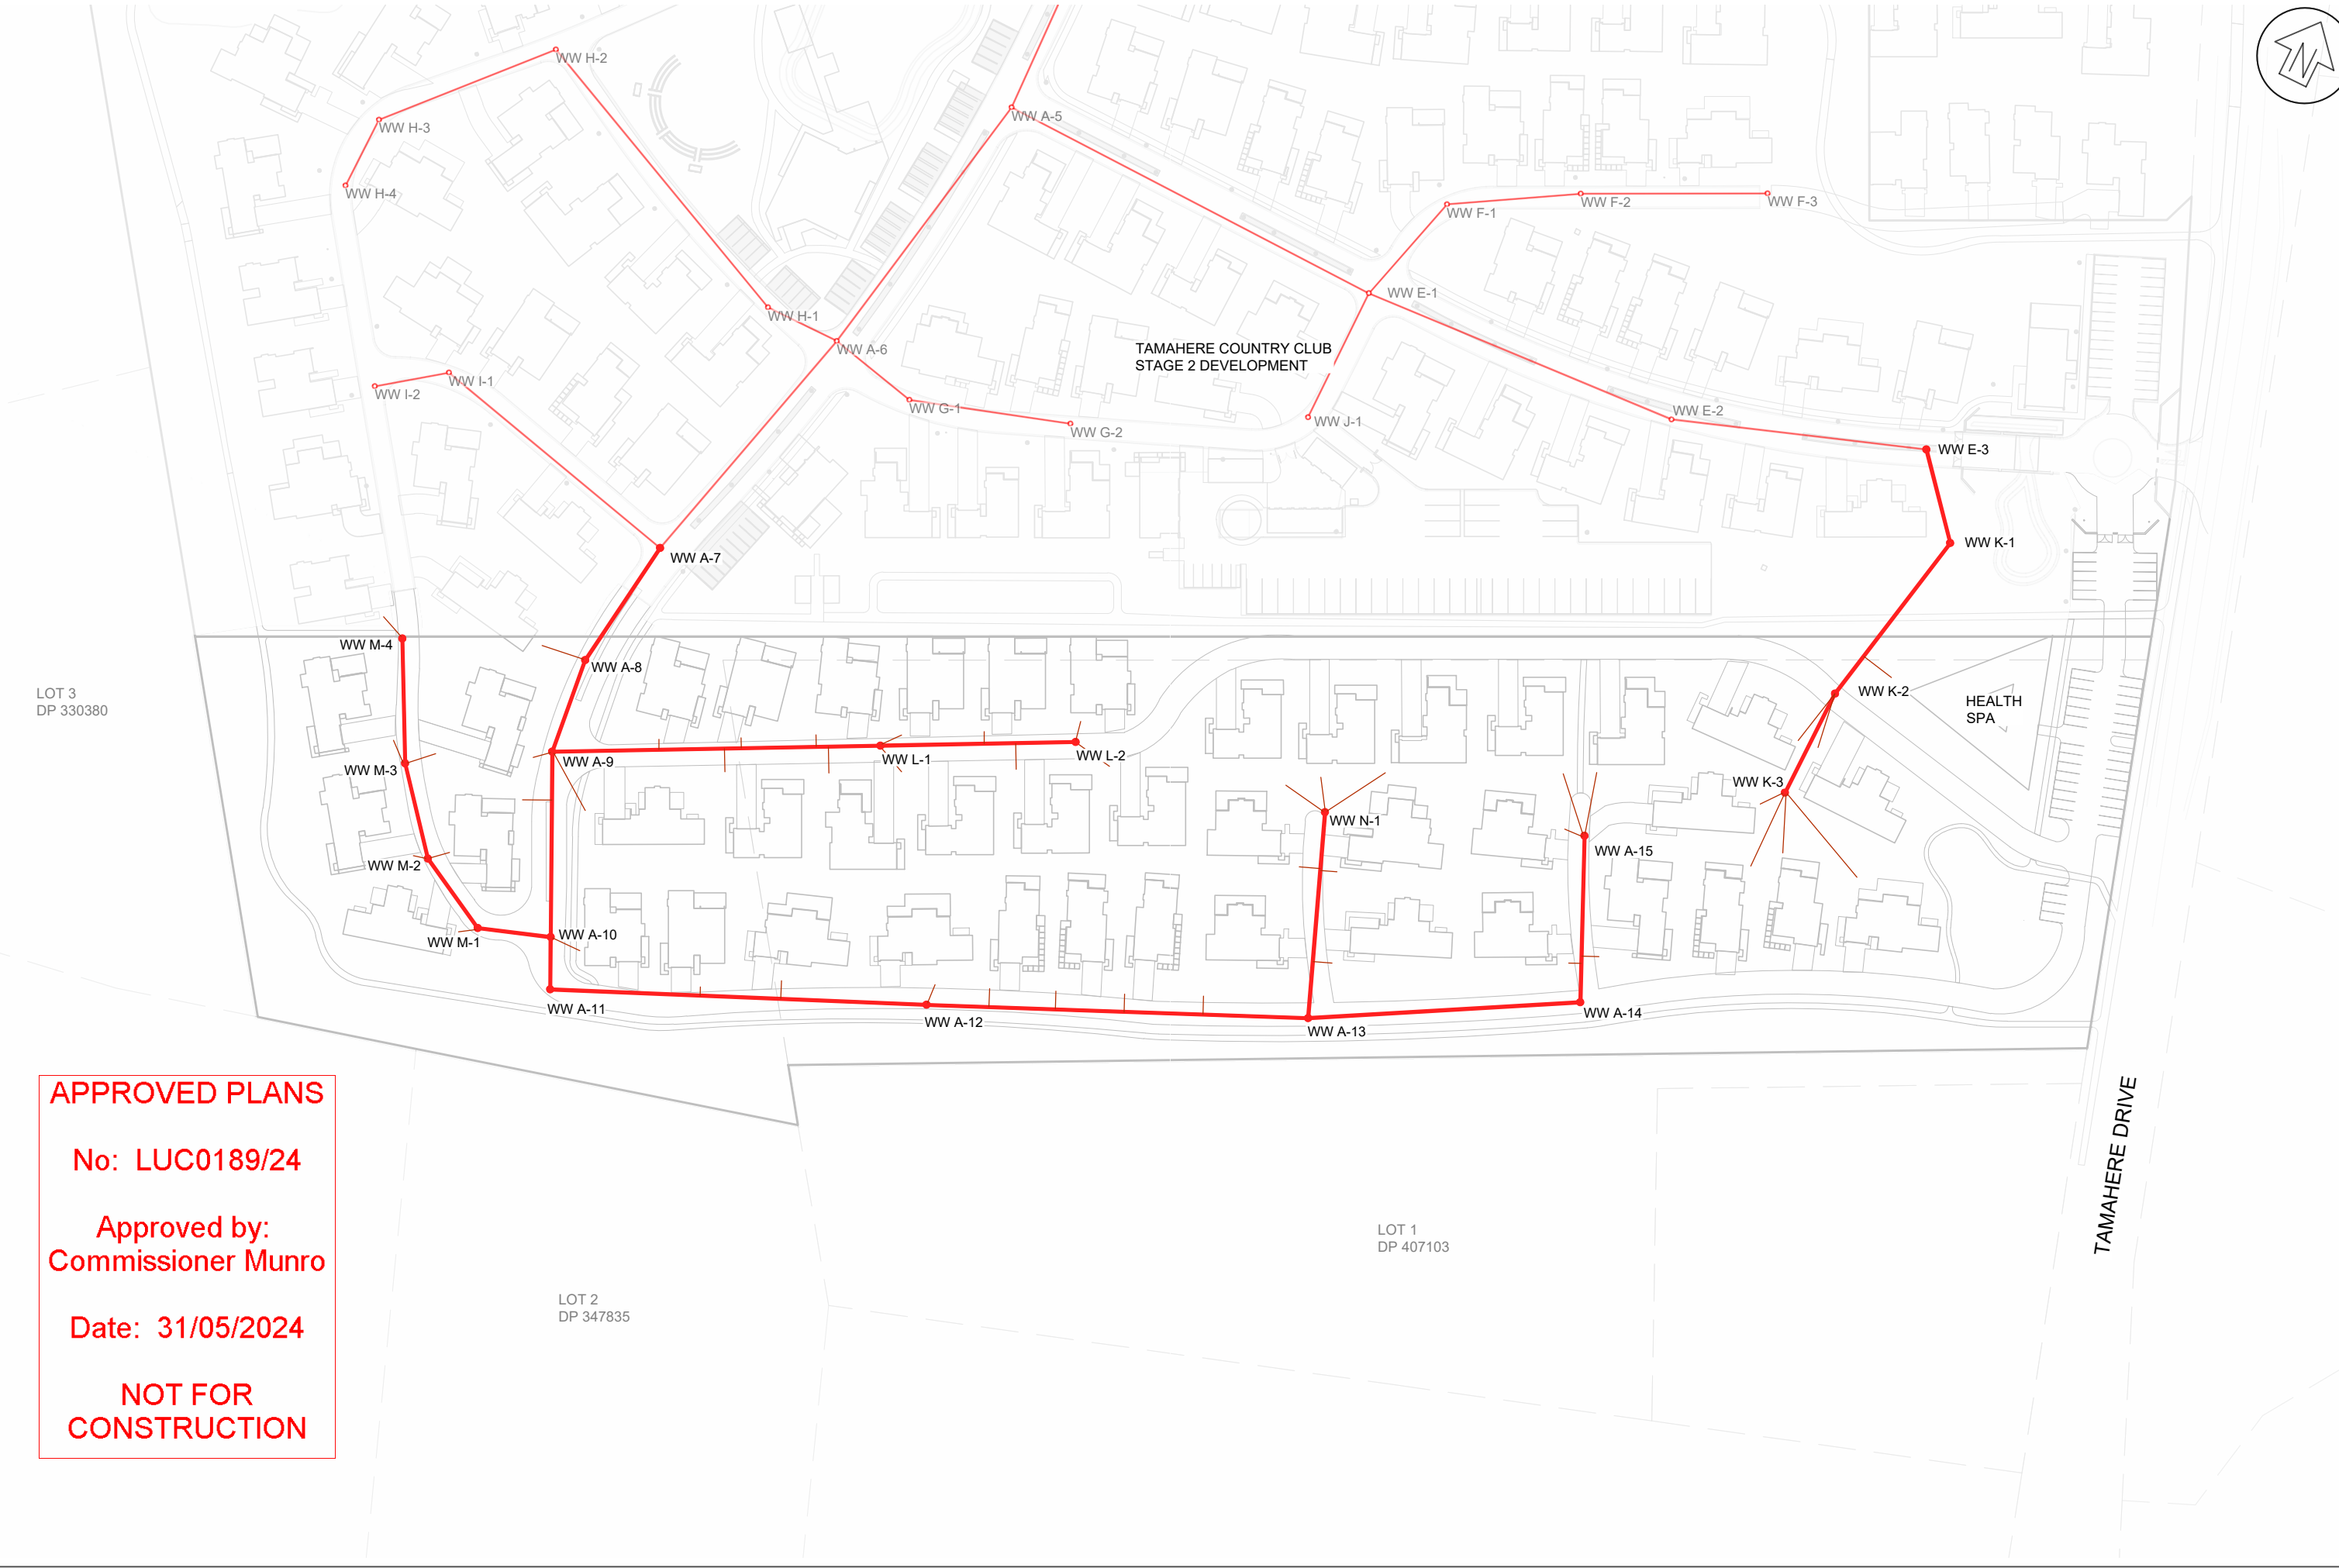 N
WW H-2
WW A-5
WW H-3
WW H-4
WW F-1
WW F-2
WW F-3
WW E-1
WW H-1
WW A-6
TAMAHERE COUNTRY CLUB
STAGE 2 DEVELOPMENT
WW I-1
WW I-2
WW G-1
WW G-2
WW J-1
WW E-2
WW E-3
WW K-1
WW A-7
WW M-4
WW A-8
LOT 3
DP 330380
WW K-2
HEALTH
SPA
WW A-9
WW L-1
WW L-2
WW M-3
WW K-3
WW N-1
WW A-15
WW M-2
WW M-1
WW A-10
WW A-11
WW A-12
WW A-13
WW A-14
TAMAHERE DRIVE
APPROVED PLANS
No: LUC0189/24
Approved by:
Commissioner Munro
Date: 31/05/2024
NOT FOR
CONSTRUCTION
LOT 1
DP 407103
LOT 2
DP 347835